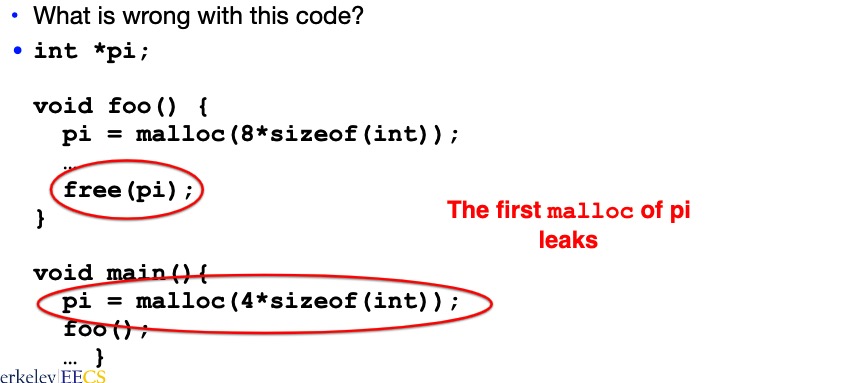 • What is wrong with this code?
• int *pi;
void foo() {
pi = malloc(8*sizeof(int));
…
free(pi);
}
The first malloc of pi
leaks
void main(){
pi = malloc(4*sizeof(int));
foo();
… }
erkeley EECS